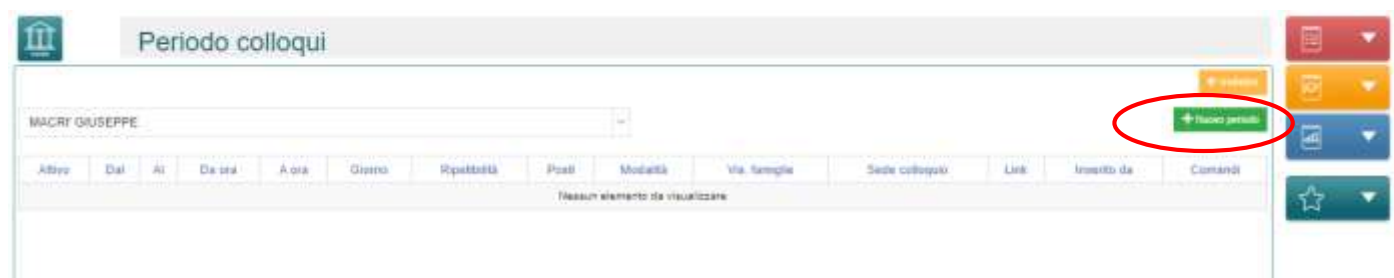 Periodo colloqui
MACRI' GIUSEPPE
+ Nuovo periodo
Attivo Dal Al Da ora A ora Giorno Ripetibilità Posti Modalità Vis. famiglie Sede colloquio Link Inserito da Comandi
Nessun elemento da visualizzare